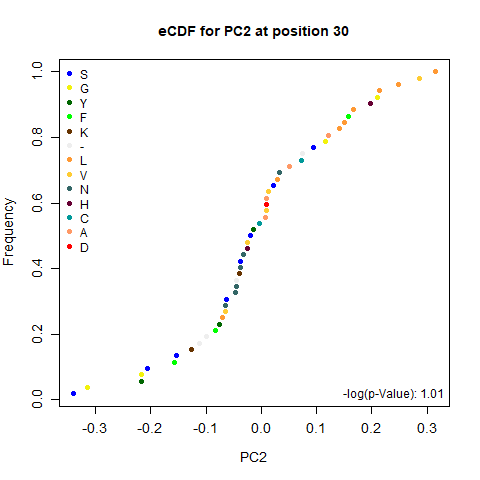 eCDF for PC2 at position 30
Frequency
1.0
0.8
0.6
0.4
0.2
0.0
S
G
Y
F
K
-
L
V
N
H
C
A
D
-log(p-Value): 1.01
-0.3 -0.2 -0.1 0.0 0.1 0.2 0.3
PC2